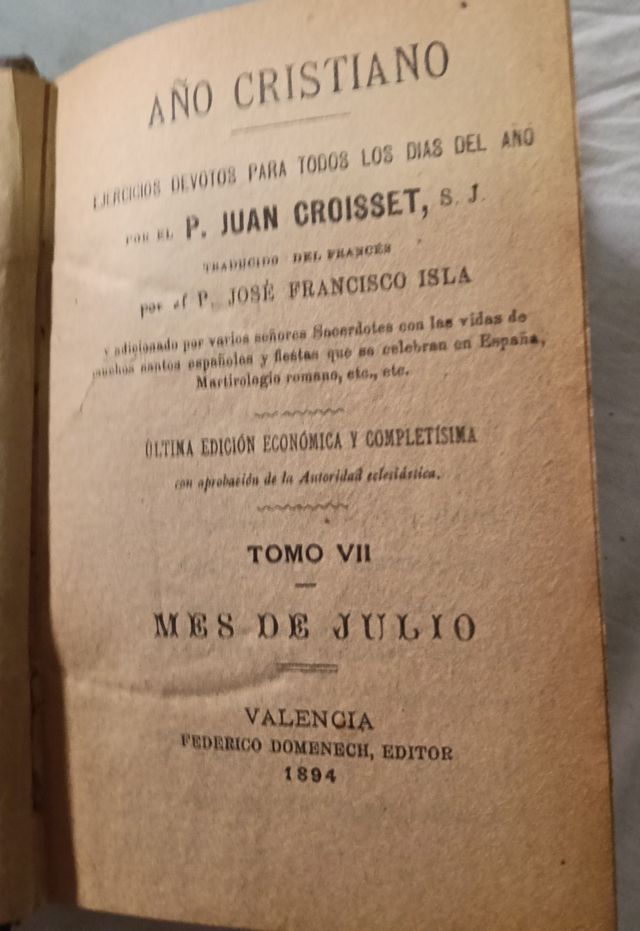 AÑO CRISTIANO
EJERCICIOS DEVOTOS PARA TODOS LOS DIAS DEL AÑO
POR EL P. JUAN CROISSET, S. J.
TRADUCIDO DEL FRANCÉS
por el P. JOSÉ FRANCISCO ISLA
y adicionado por varios señores Sacerdotes con las vidas de
muchos santos españoles y fiestas que se celebran en España,
Martirologio romano, etc., etc.
ÚLTIMA EDICIÓN ECONÓMICA Y COMPLETÍSIMA
con aprobación de la Autoridad eclesiástica.
TOMO VII
MES DE JULIO
VALENCIA
FEDERICO DOMENECH, EDITOR
1894